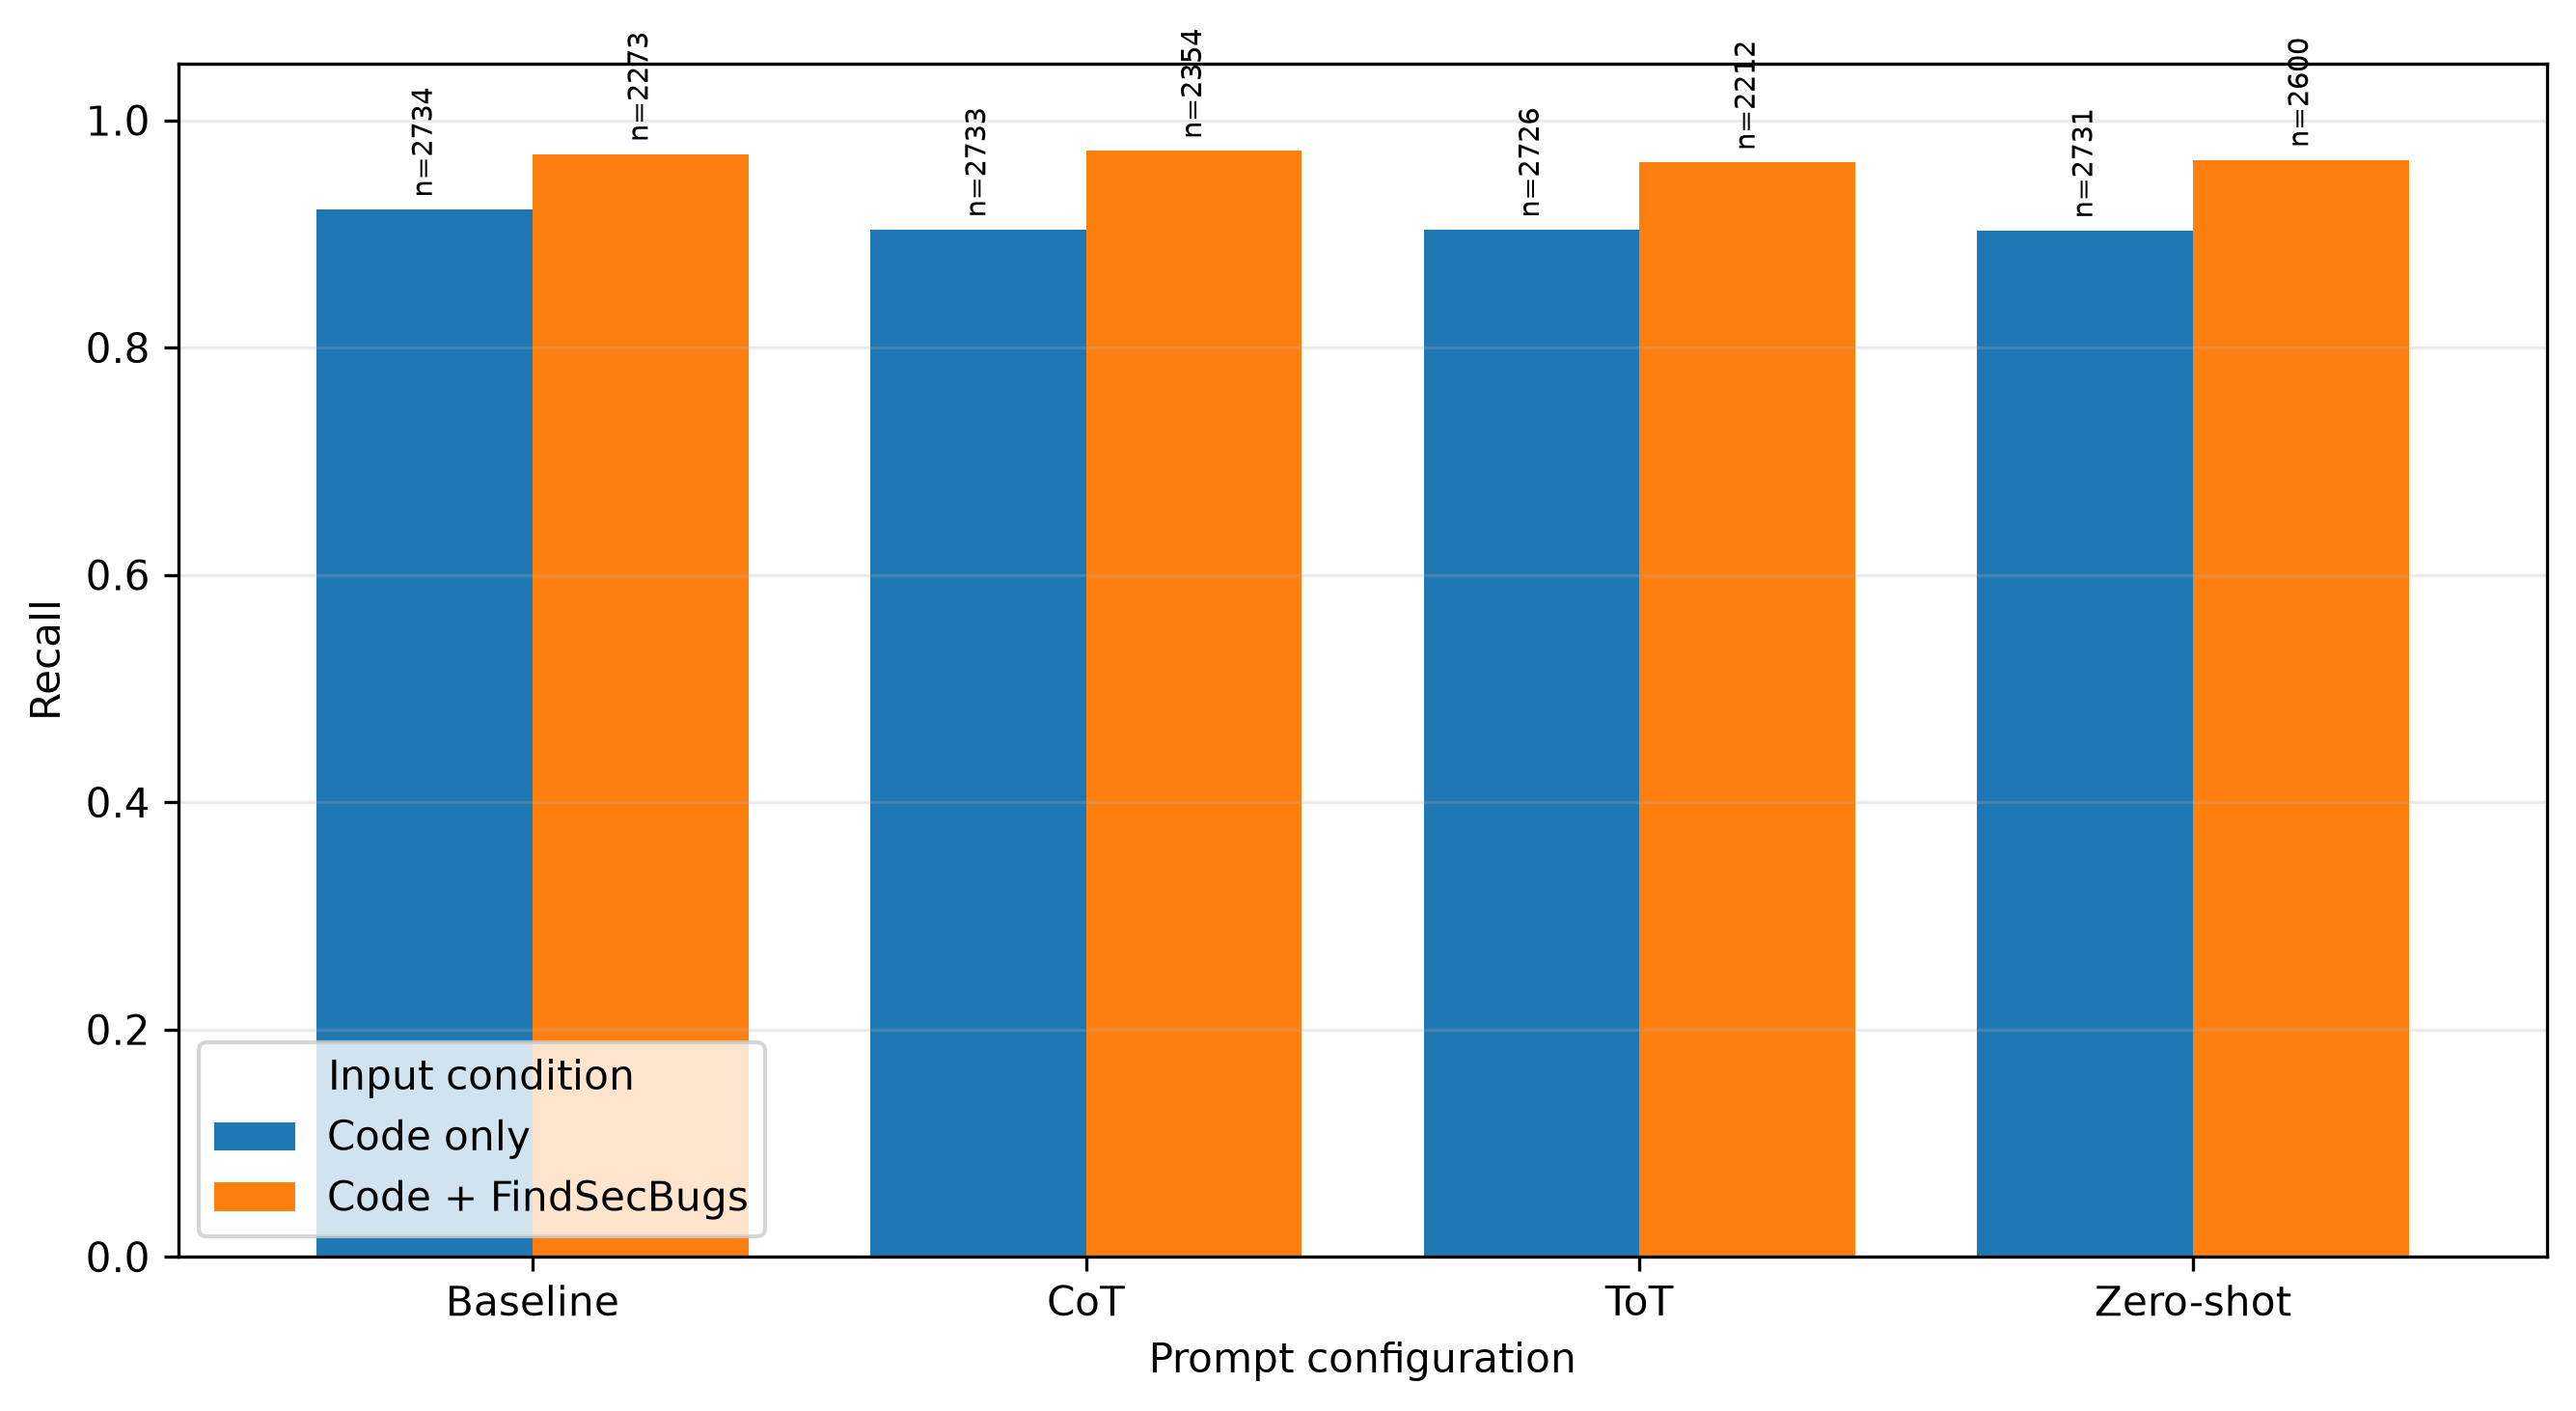 n=2734
n=2273
n=2733
n=2354
n=2726
n=2212
n=2731
n=2600
1.0
0.8
0.6
0.4
0.2
0.0
Recall
Input condition
Code only
Code + FindSecBugs
Baseline
CoT
ToT
Zero-shot
Prompt configuration